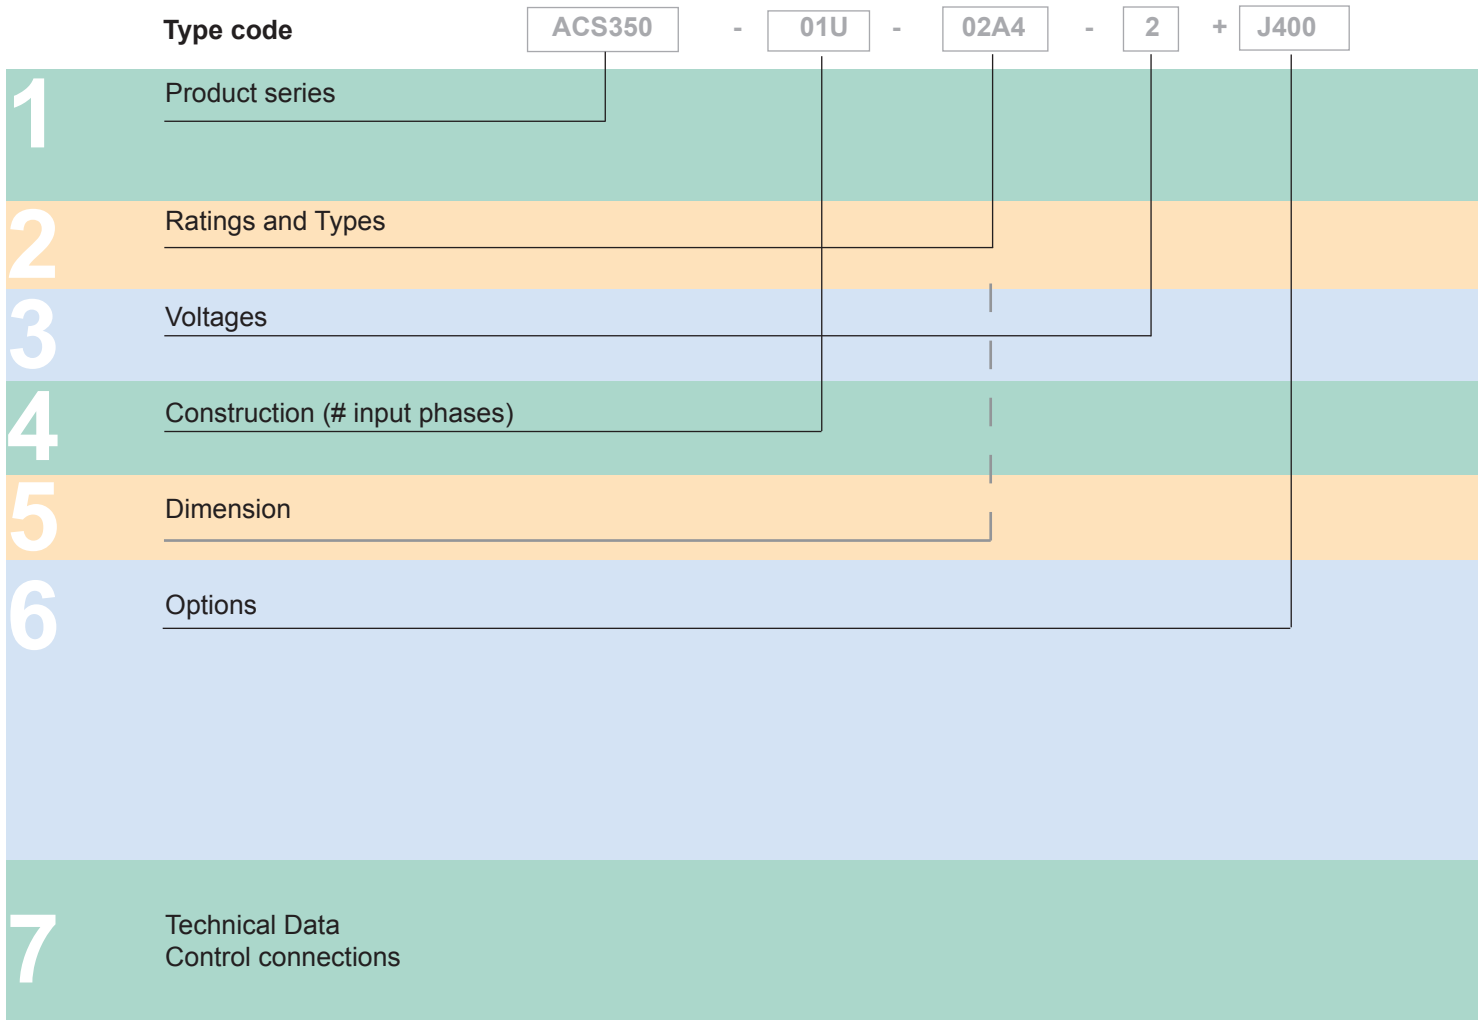 Type code ACS350 - 01U - 02A4 - 2 + J400
1 Product series
2 Ratings and Types
3 Voltages
4 Construction (# input phases)
5 Dimension
6 Options
7 Technical Data
Control connections